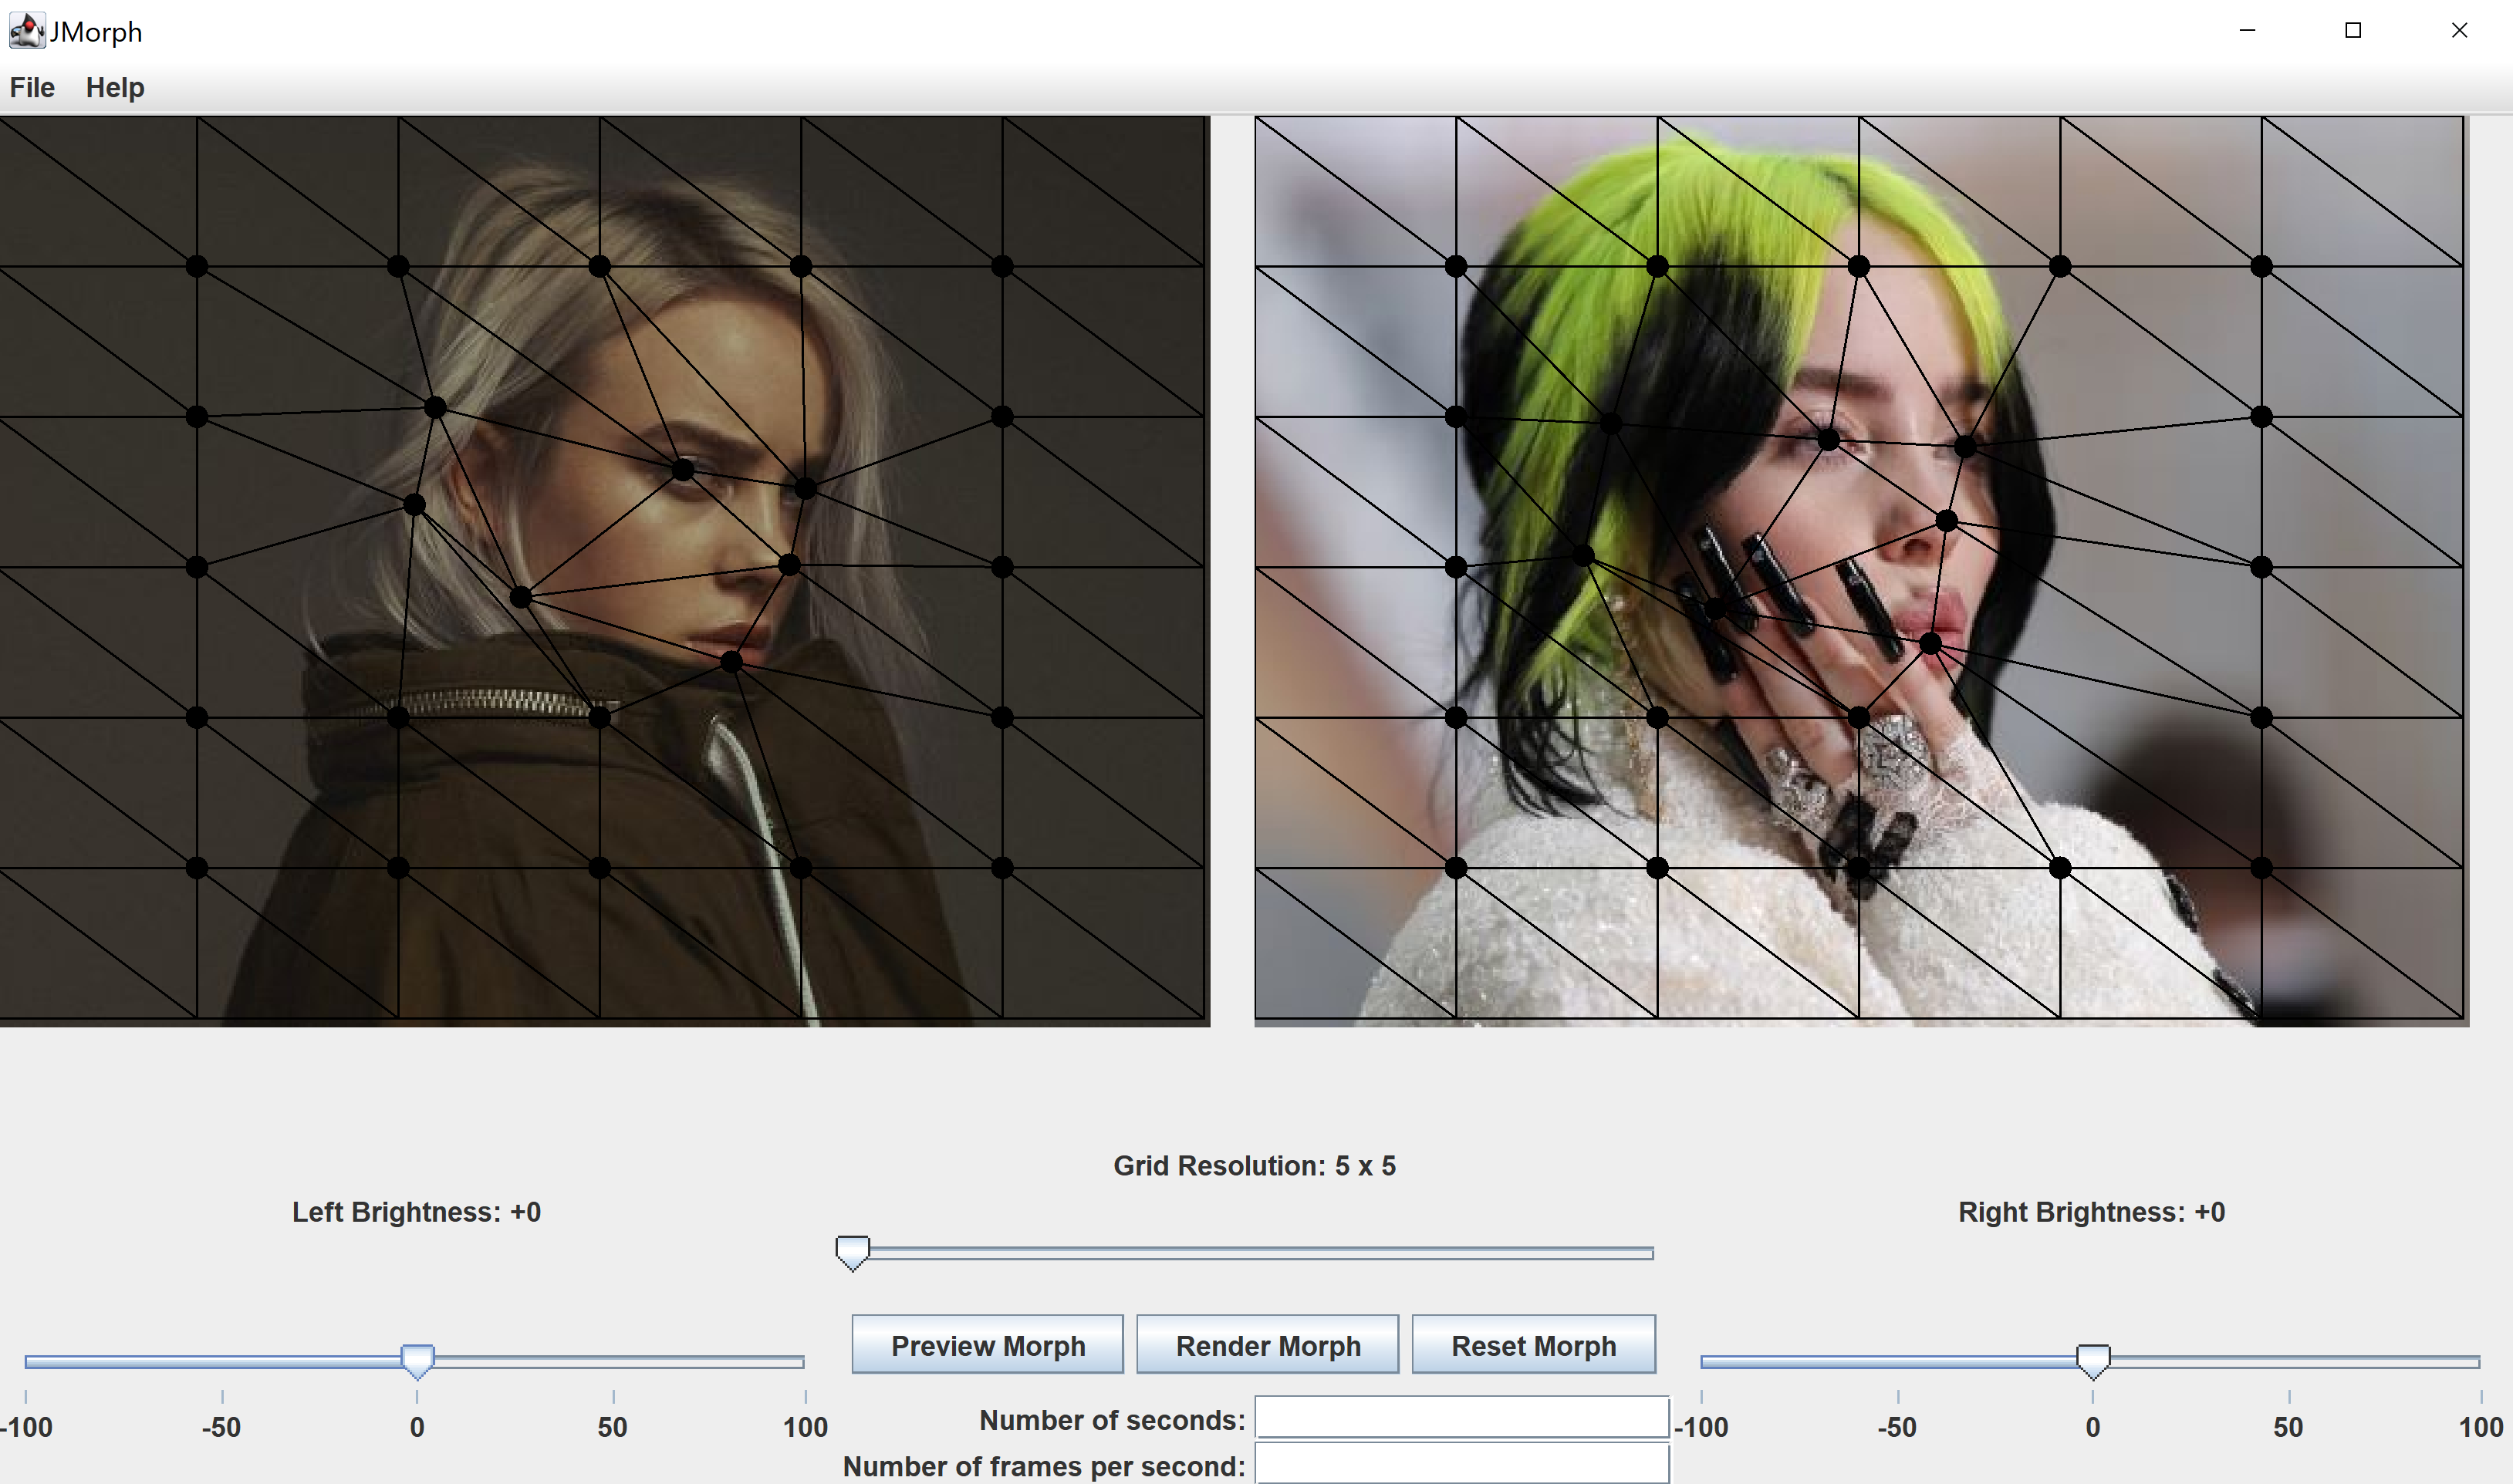 JMorph
File Help
Grid Resolution: 5 x 5
Left Brightness: +0
Right Brightness: +0
Preview Morph Render Morph Reset Morph
-100 -50 0 50 100
Number of seconds:
-100 -50 0 50 100
Number of frames per second: